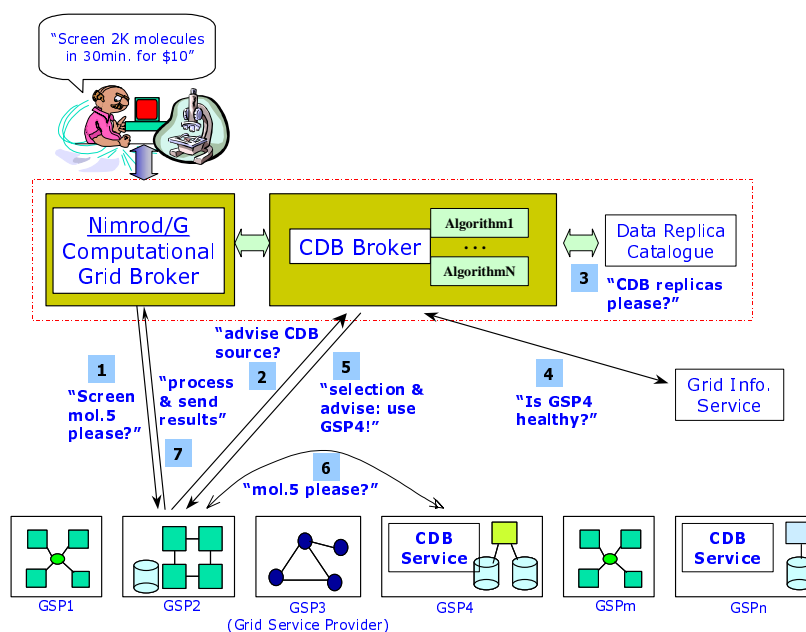 “Screen 2K molecules
in 30min. for $10”
Nimrod/G
Computational
Grid Broker
CDB Broker
Algorithm1
...
AlgorithmN
Data Replica
Catalogue
3
“CDB replicas
please?”
“advise CDB
source?
1
2
5
4
“Screen
mol.5
please?”
“process
& send
results”
“selection &
advise: use
GSP4!”
“Is GSP4
healthy?”
Grid Info.
Service
7
6
“mol.5 please?”
CDB
Service
CDB
Service
GSP1
GSP2
GSP3
GSP4
GSPm
GSPn
(Grid Service Provider)